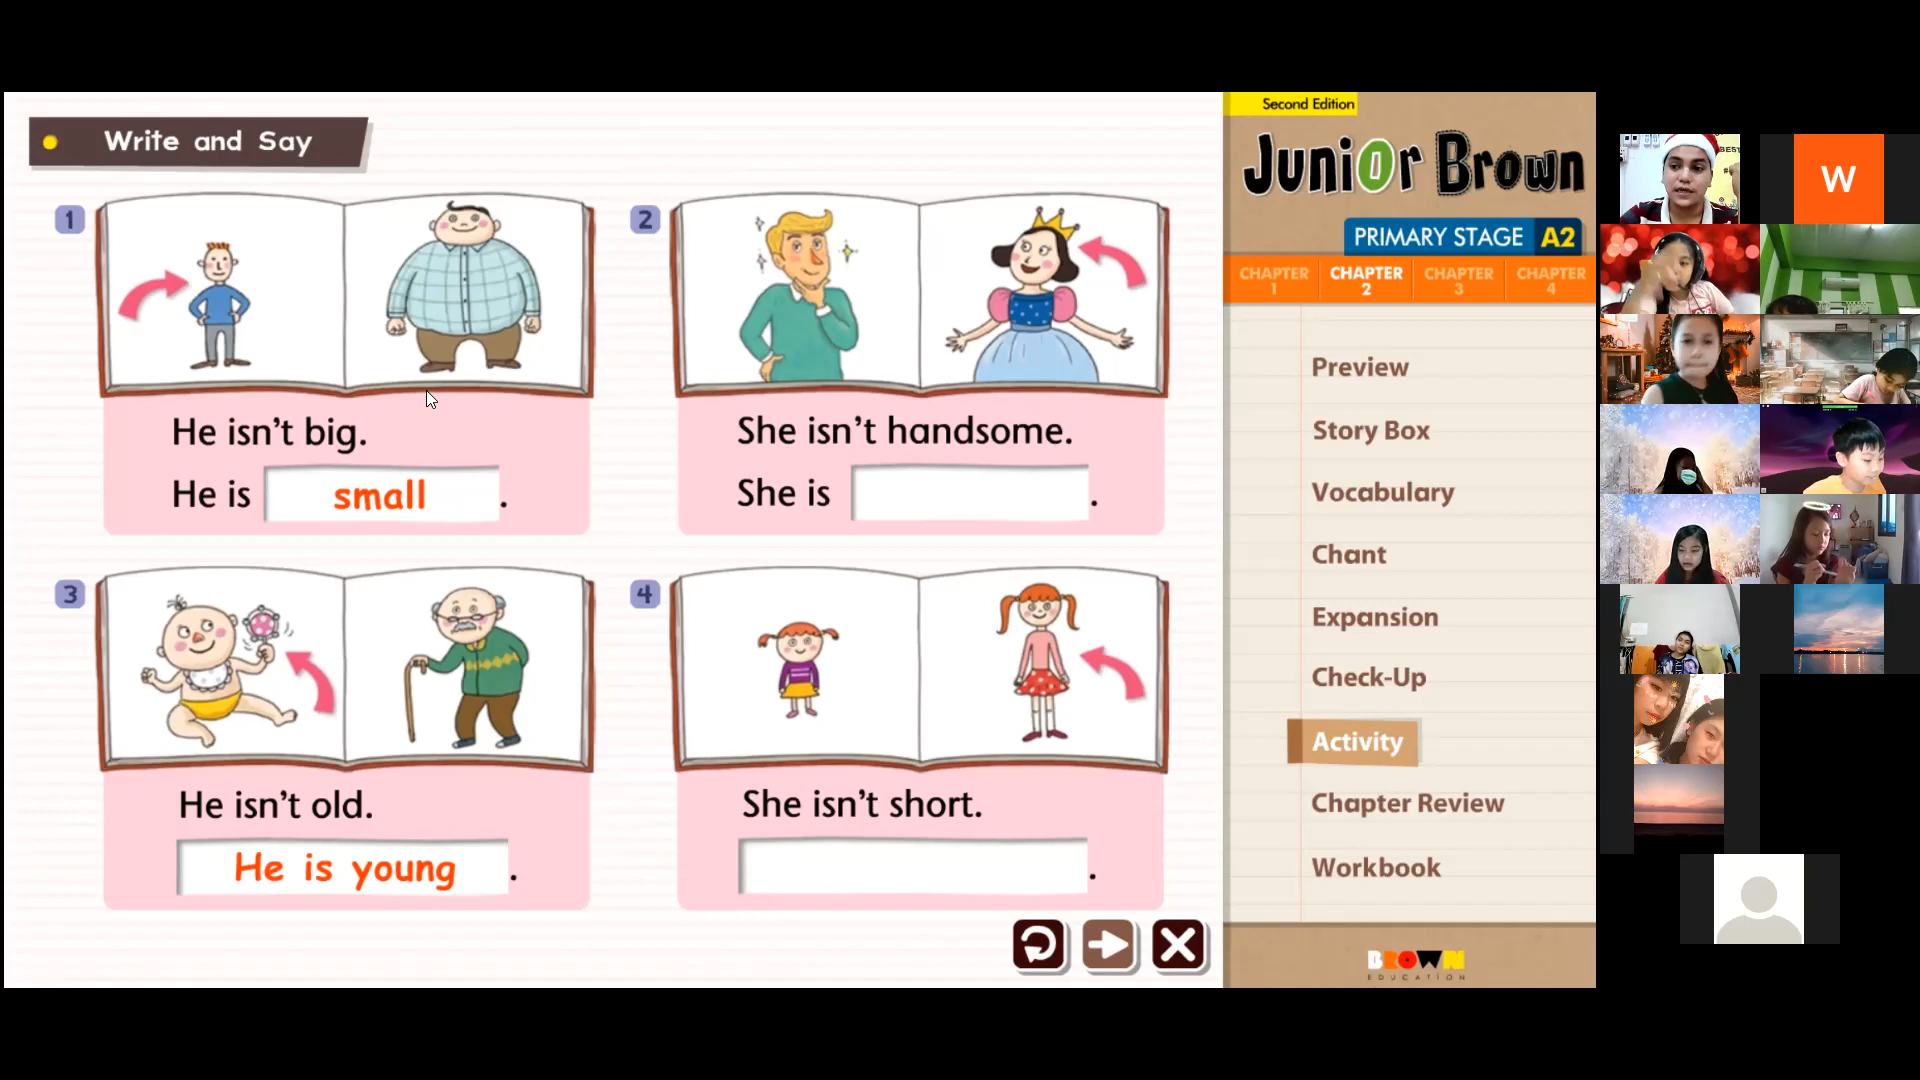 Write and Say
1
He isn't big.
He is small.
2
She isn't handsome.
She is .
3
He isn't old.
He is young.
4
She isn't short.
.
Second Edition
Junior Brown
PRIMARY STAGE A2
CHAPTER 1
CHAPTER 2
CHAPTER 3
CHAPTER 4
Preview
Story Box
Vocabulary
Chant
Expansion
Check-Up
Activity
Chapter Review
Workbook
BROWN
EDUCATION
BEST
W